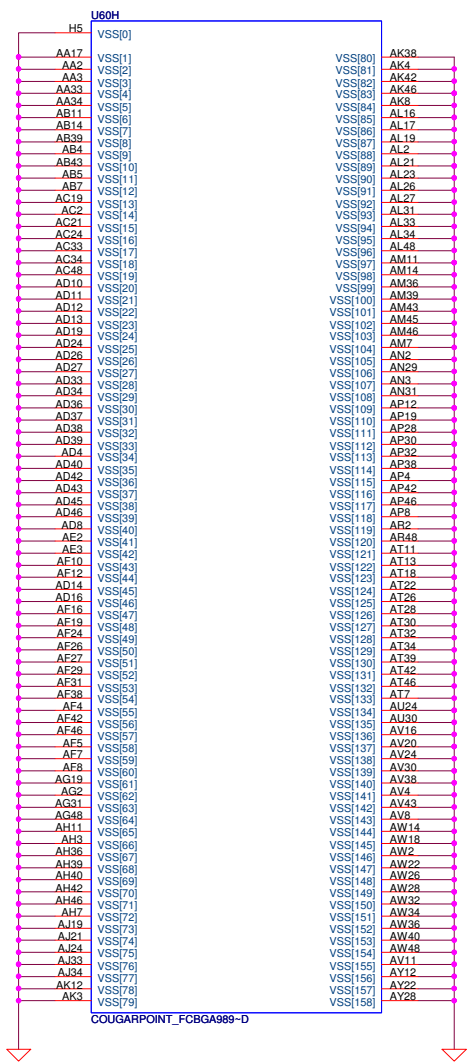 U60H
H5 VSS[0]
AA17 VSS[1] VSS[80] AK38
AA2 VSS[2] VSS[81] AK4
AA3 VSS[3] VSS[82] AK42
AA33 VSS[4] VSS[83] AK46
AA34 VSS[5] VSS[84] AK8
AB11 VSS[6] VSS[85] AL16
AB14 VSS[7] VSS[86] AL17
AB39 VSS[8] VSS[87] AL19
AB4 VSS[9] VSS[88] AL2
AB43 VSS[10] VSS[89] AL21
AB5 VSS[11] VSS[90] AL23
AB7 VSS[12] VSS[91] AL26
AC19 VSS[13] VSS[92] AL27
AC2 VSS[14] VSS[93] AL31
AC21 VSS[15] VSS[94] AL33
AC24 VSS[16] VSS[95] AL34
AC33 VSS[17] VSS[96] AL48
AC34 VSS[18] VSS[97] AM11
AC48 VSS[19] VSS[98] AM14
AD10 VSS[20] VSS[99] AM36
AD11 VSS[21] VSS[100] AM39
AD12 VSS[22] VSS[101] AM43
AD13 VSS[23] VSS[102] AM45
AD19 VSS[24] VSS[103] AM46
AD24 VSS[25] VSS[104] AM7
AD26 VSS[26] VSS[105] AN2
AD27 VSS[27] VSS[106] AN29
AD33 VSS[28] VSS[107] AN3
AD34 VSS[29] VSS[108] AN31
AD36 VSS[30] VSS[109] AP12
AD37 VSS[31] VSS[110] AP19
AD38 VSS[32] VSS[111] AP28
AD39 VSS[33] VSS[112] AP30
AD4 VSS[34] VSS[113] AP32
AD40 VSS[35] VSS[114] AP38
AD42 VSS[36] VSS[115] AP4
AD43 VSS[37] VSS[116] AP42
AD45 VSS[38] VSS[117] AP46
AD46 VSS[39] VSS[118] AP8
AD8 VSS[40] VSS[119] AR2
AE2 VSS[41] VSS[120] AR48
AE3 VSS[42] VSS[121] AT11
AF10 VSS[43] VSS[122] AT13
AF12 VSS[44] VSS[123] AT18
AD14 VSS[45] VSS[124] AT22
AD16 VSS[46] VSS[125] AT26
AF16 VSS[47] VSS[126] AT28
AF19 VSS[48] VSS[127] AT30
AF24 VSS[49] VSS[128] AT32
AF26 VSS[50] VSS[129] AT34
AF27 VSS[51] VSS[130] AT39
AF29 VSS[52] VSS[131] AT42
AF31 VSS[53] VSS[132] AT46
AF38 VSS[54] VSS[133] AT7
AF4 VSS[55] VSS[134] AU24
AF42 VSS[56] VSS[135] AU30
AF46 VSS[57] VSS[136] AV16
AF5 VSS[58] VSS[137] AV20
AF7 VSS[59] VSS[138] AV24
AF8 VSS[60] VSS[139] AV30
AG19 VSS[61] VSS[140] AV38
AG2 VSS[62] VSS[141] AV4
AG31 VSS[63] VSS[142] AV43
AG48 VSS[64] VSS[143] AV8
AH11 VSS[65] VSS[144] AW14
AH3 VSS[66] VSS[145] AW18
AH36 VSS[67] VSS[146] AW2
AH39 VSS[68] VSS[147] AW22
AH40 VSS[69] VSS[148] AW26
AH42 VSS[70] VSS[149] AW28
AH46 VSS[71] VSS[150] AW32
AH7 VSS[72] VSS[151] AW34
AJ19 VSS[73] VSS[152] AW36
AJ21 VSS[74] VSS[153] AW40
AJ24 VSS[75] VSS[154] AW48
AJ33 VSS[76] VSS[155] AV11
AJ34 VSS[77] VSS[156] AY12
AK12 VSS[78] VSS[157] AY22
AK3 VSS[79] VSS[158] AY28
COUGARPOINT_FCBGA989~D